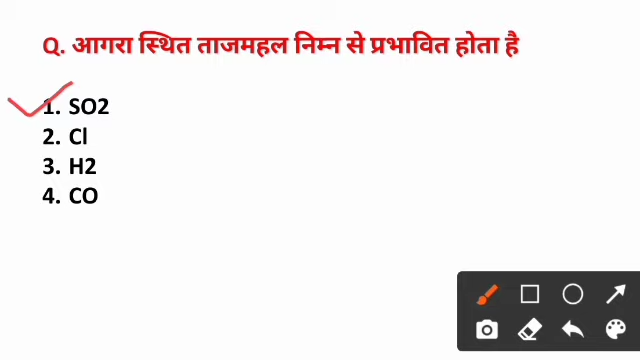 Q. आगरा स्थित ताजमहल निम्न से प्रभावित होता है
1. SO2
2. Cl
3. H2
4. CO